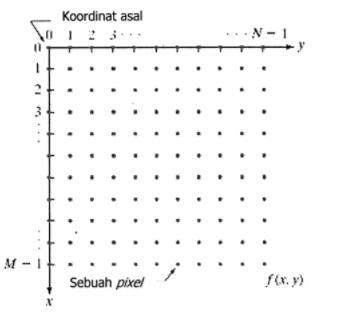 Koordinat asal
0 1 2 3 · · · · · · N − 1
0 y
1
2
3
⋮
⋮
M − 1
Sebuah pixel f(x, y)
x